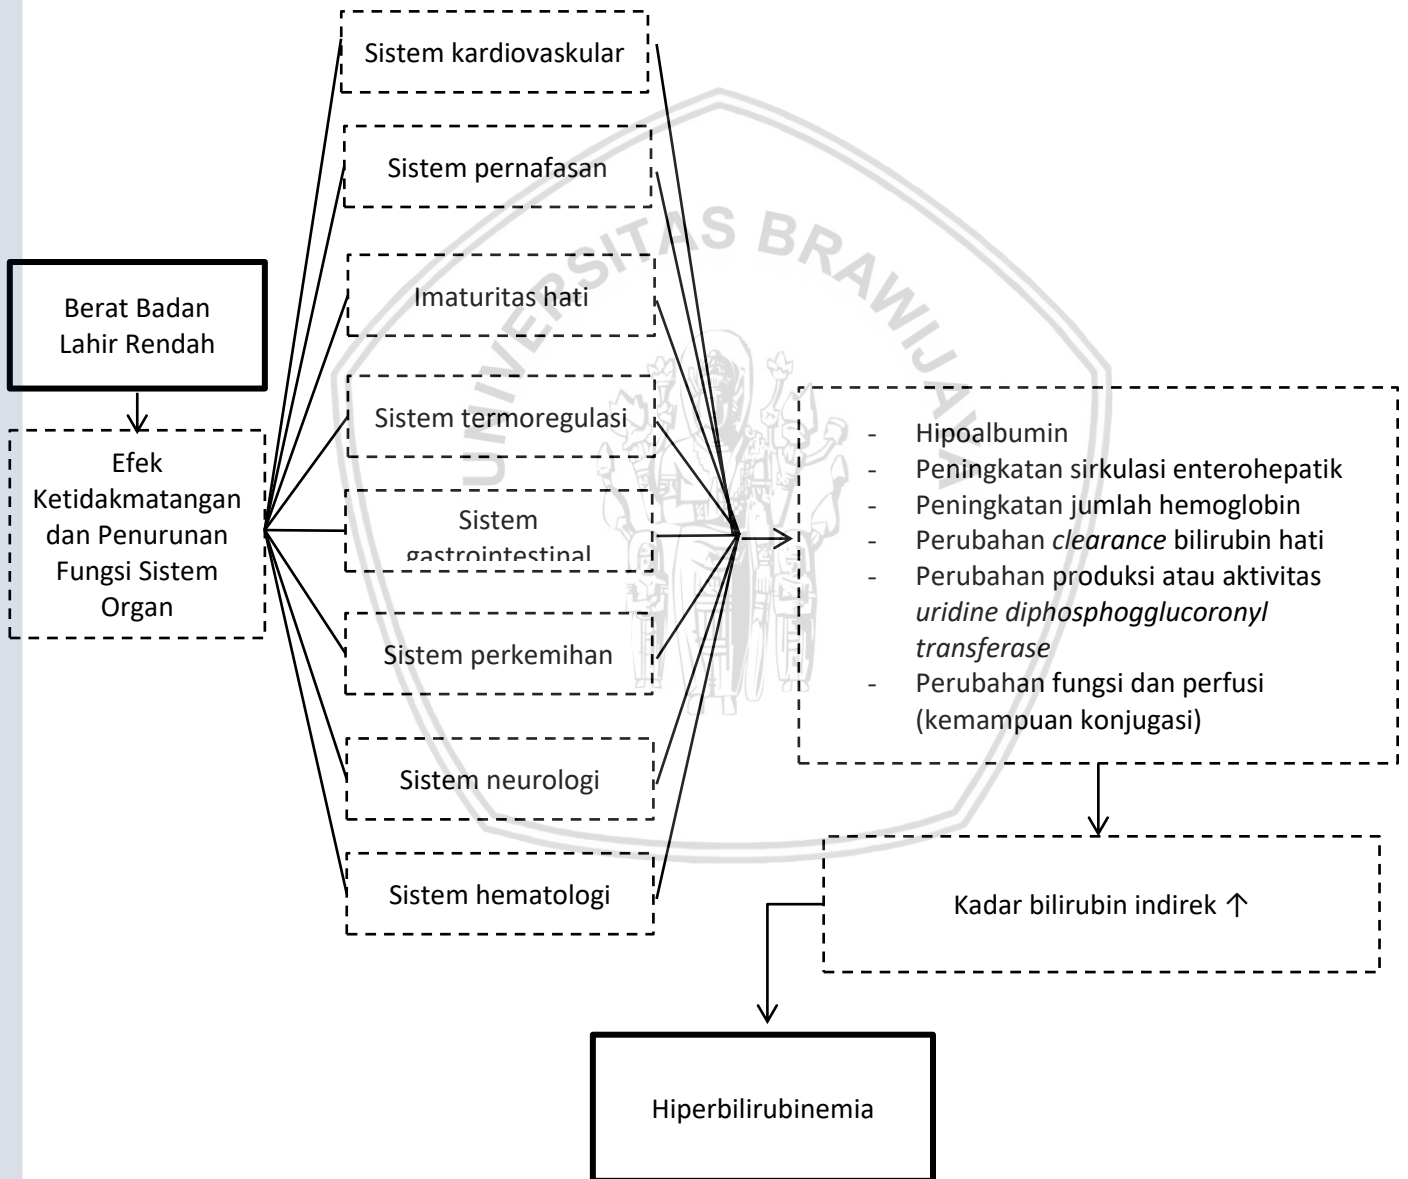 Sistem kardiovaskular
Sistem pernafasan
UNIVERSITAS BRAWIJAYA
Imaturitas hati
Berat Badan
Lahir Rendah
Sistem termoregulasi
Efek
Ketidakmatangan
dan Penurunan
Fungsi Sistem
Organ
Sistem
gastrointestinal
Sistem perkemihan
Sistem neurologi
Sistem hematologi
- Hipoalbumin
- Peningkatan sirkulasi enterohepatik
- Peningkatan jumlah hemoglobin
- Perubahan clearance bilirubin hati
- Perubahan produksi atau aktivitas
uridine diphosphogglucoronyl
transferase
- Perubahan fungsi dan perfusi
(kemampuan konjugasi)
Kadar bilirubin indirek ↑
Hiperbilirubinemia